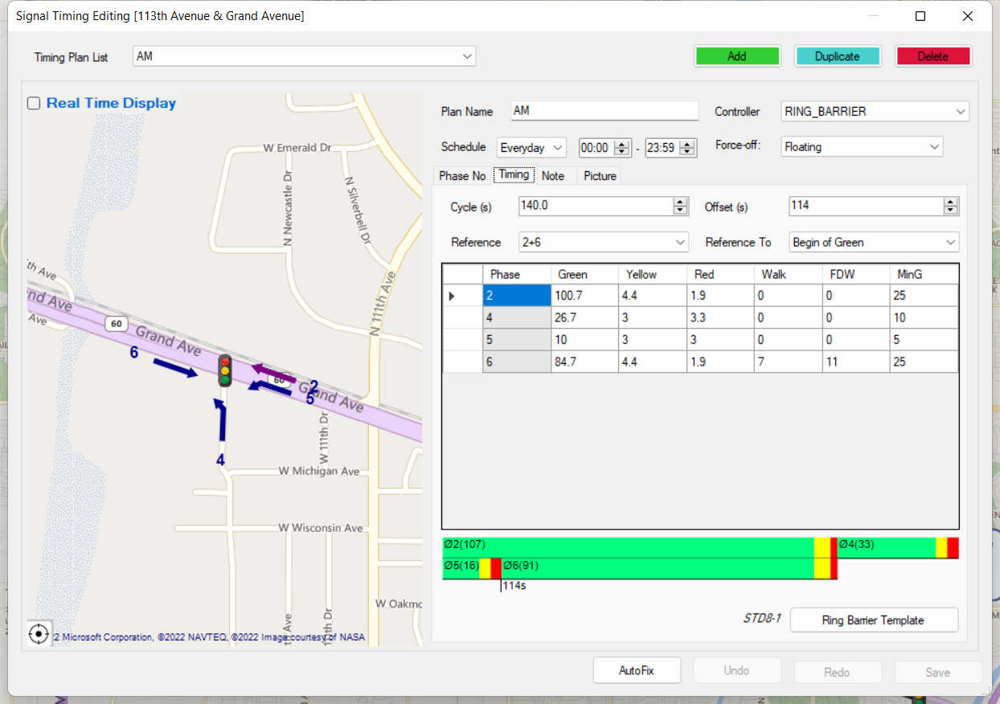 Signal Timing Editing [113th Avenue & Grand Avenue]
Timing Plan List AM Add Duplicate Delete
Real Time Display
Plan Name AM Controller RING_BARRIER
Schedule Everyday 00:00 - 23:59 Force-off: Floating
Phase No Timing Note Picture
Cycle (s) 140.0 Offset (s) 114
Reference 2+6 Reference To Begin of Green
Phase Green Yellow Red Walk FDW MinG
2 100.7 4.4 1.9 0 0 25
4 26.7 3 3.3 0 0 10
5 10 3 3 0 0 5
6 84.7 4.4 1.9 7 11 25
Ø2(107) Ø4(33)
Ø5(16) Ø6(91)
114s
STD8-1 Ring Barrier Template
AutoFix Undo Redo Save
W Emerald Dr
N Newcastle Dr
N Silverbell Dr
N 111th Ave
th Ave
nd Ave
Ave
60
Grand Ave
6
60
2
5
Grand Ave
4
W 111th Dr
W Michigan Ave
W Wisconsin Ave
W Oakmo
th Ave
1th Dr
2 Microsoft Corporation, ©2022 NAVTEQ, ©2022 Image courtesy of NASA